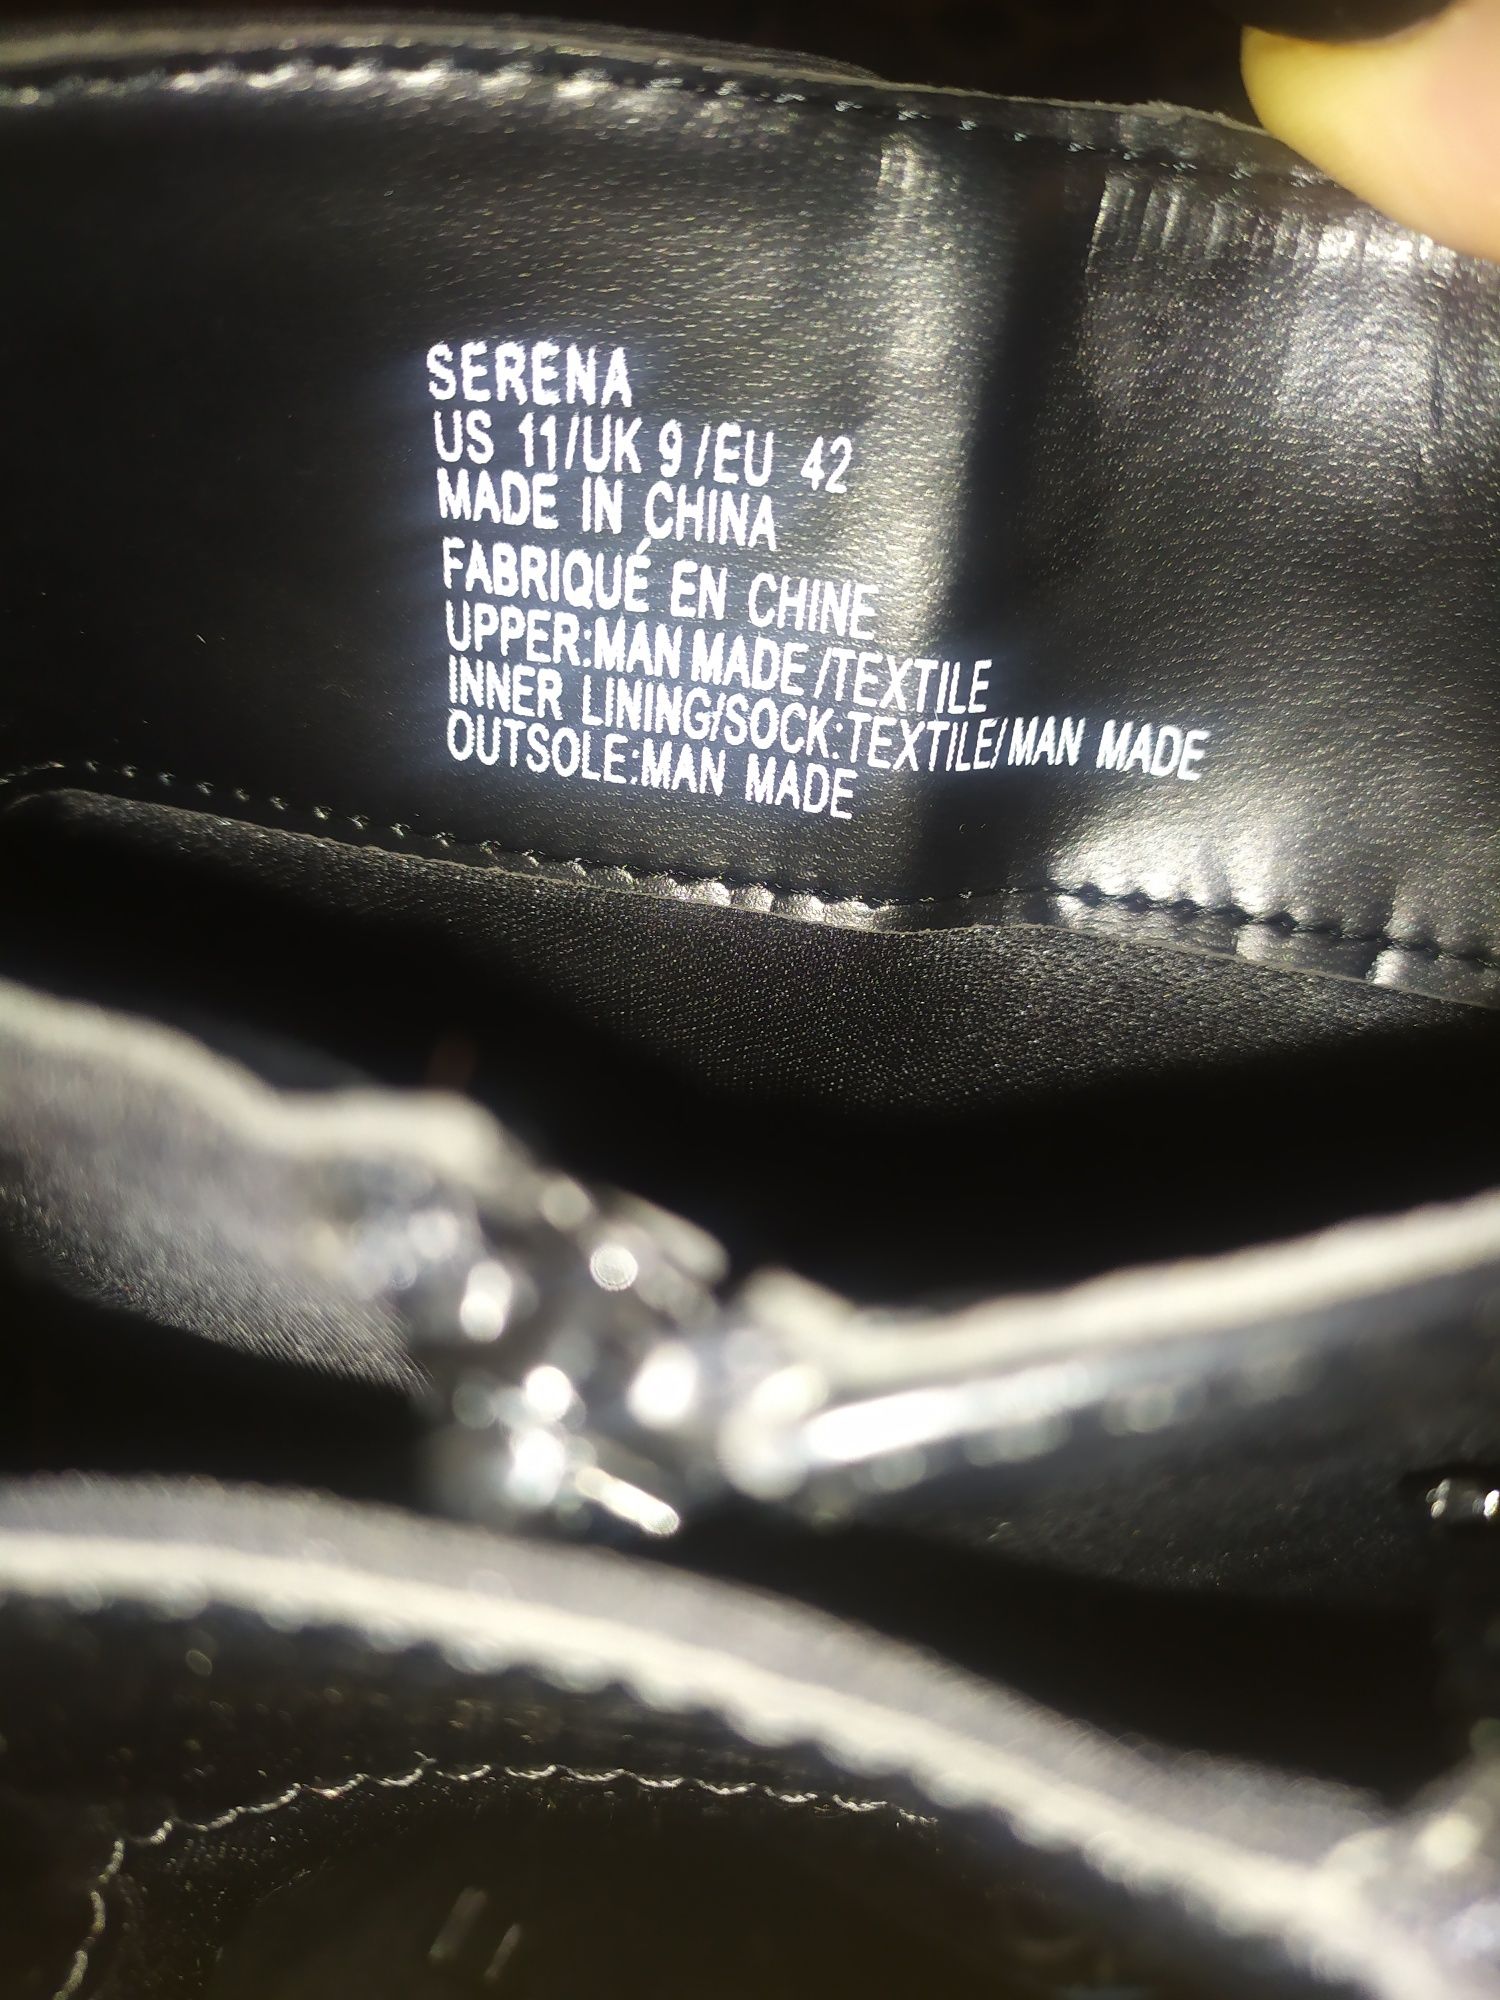 SERENA
US 11/UK 9/EU 42
MADE IN CHINA
FABRIQUÉ EN CHINE
UPPER:MAN MADE/TEXTILE
INNER LINING/SOCK:TEXTILE/MAN MADE
OUTSOLE:MAN MADE